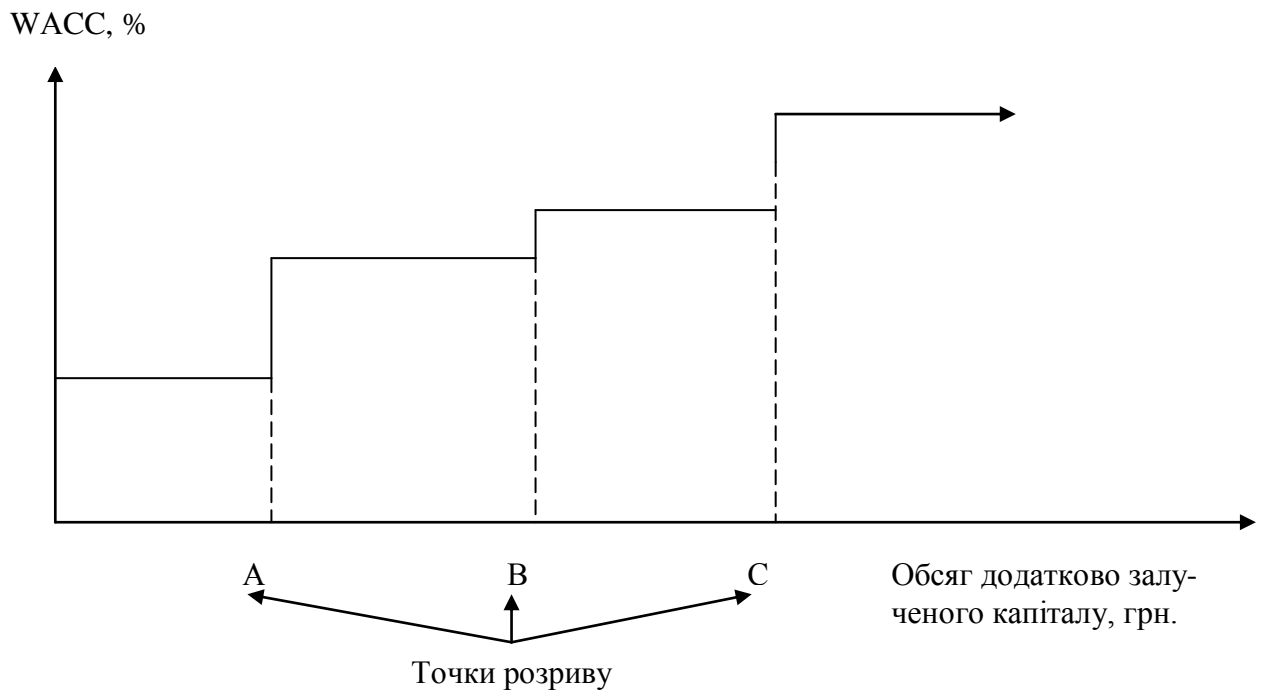 WACC, %
A
B
C
Обсяг додатково залу-
ченого капіталу, грн.
Точки розриву